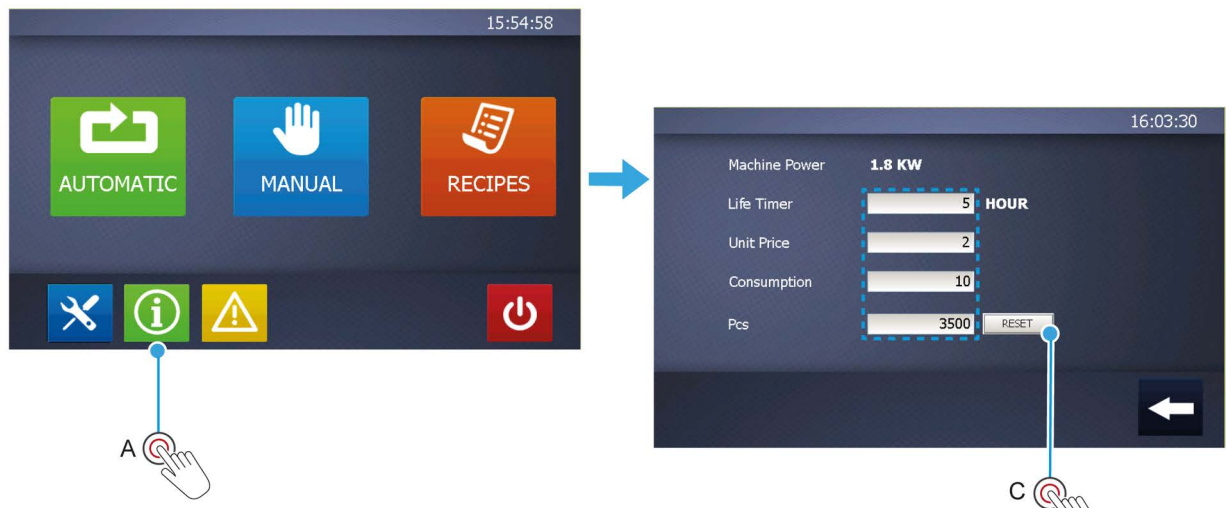 15:54:58
AUTOMATIC
MANUAL
RECIPES
A
16:03:30
Machine Power 1.8 KW
Life Timer 5 HOUR
Unit Price 2
Consumption 10
Pcs 3500 RESET
C